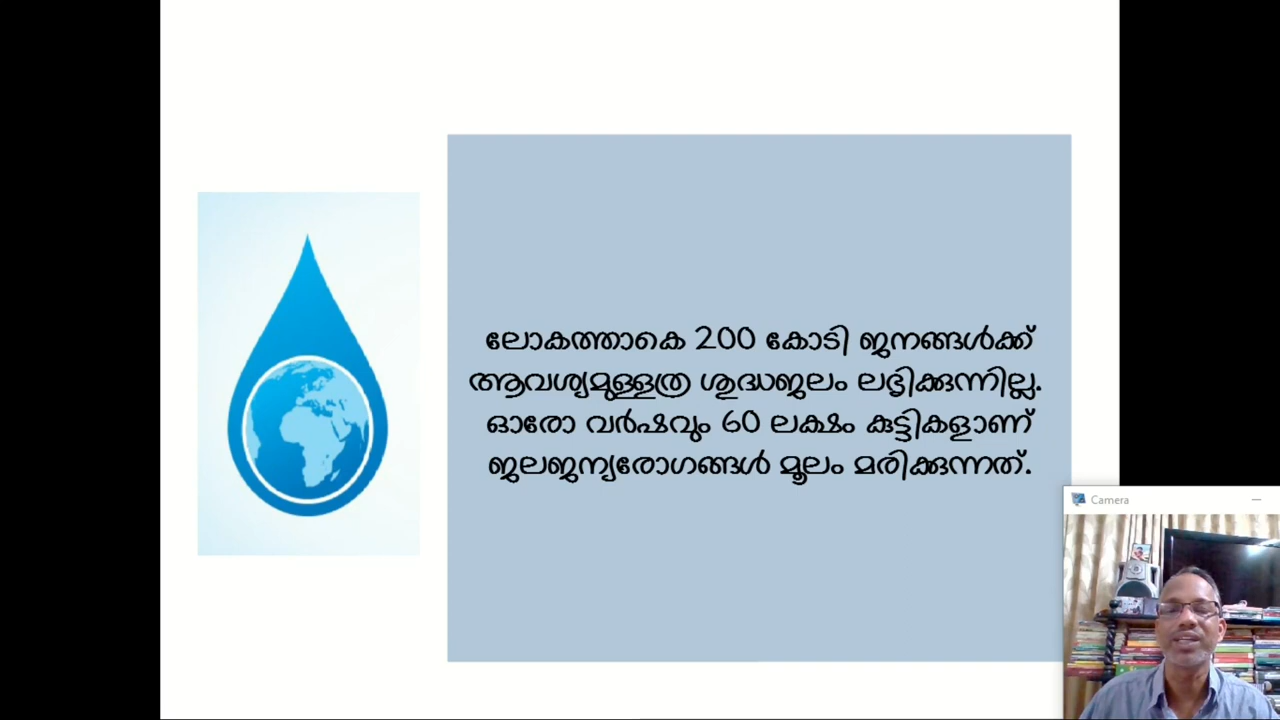 ലോകത്താകെ 200 കോടി ജനങ്ങൾക്ക്
ആവശ്യമുള്ളത്ര ശുദ്ധജലം ലഭിക്കുന്നില്ല.
ഓരോ വർഷവും 60 ലക്ഷം കുട്ടികളാണ്
ജലജന്യരോഗങ്ങൾ മൂലം മരിക്കുന്നത്.
Camera